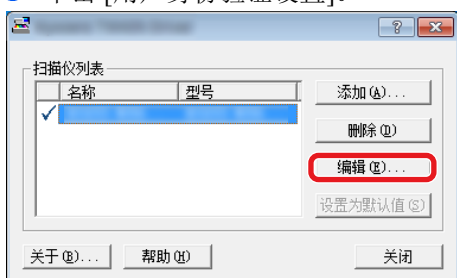 扫描仪列表
名称 型号
添加(A)...
删除(D)
编辑(E)...
设置为默认值(S)
关于(B)... 帮助(H) 关闭